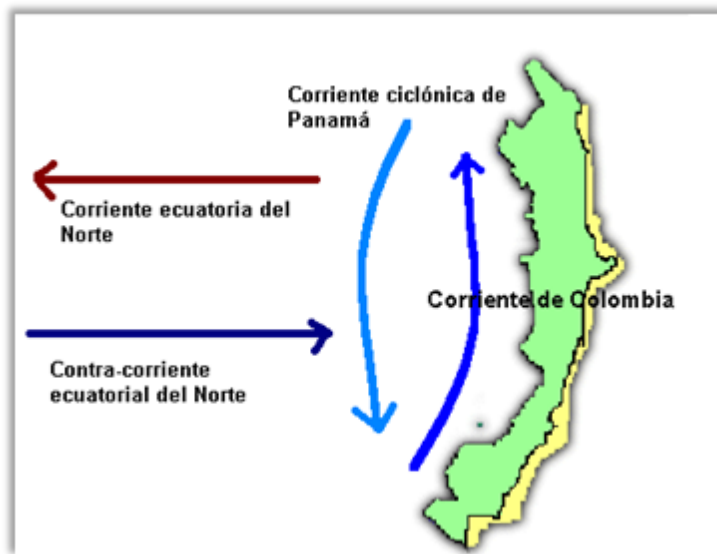 Corriente ciclónica de
Panamá
Corriente ecuatoria del
Norte
Corriente de Colombia
Contra-corriente
ecuatorial del Norte